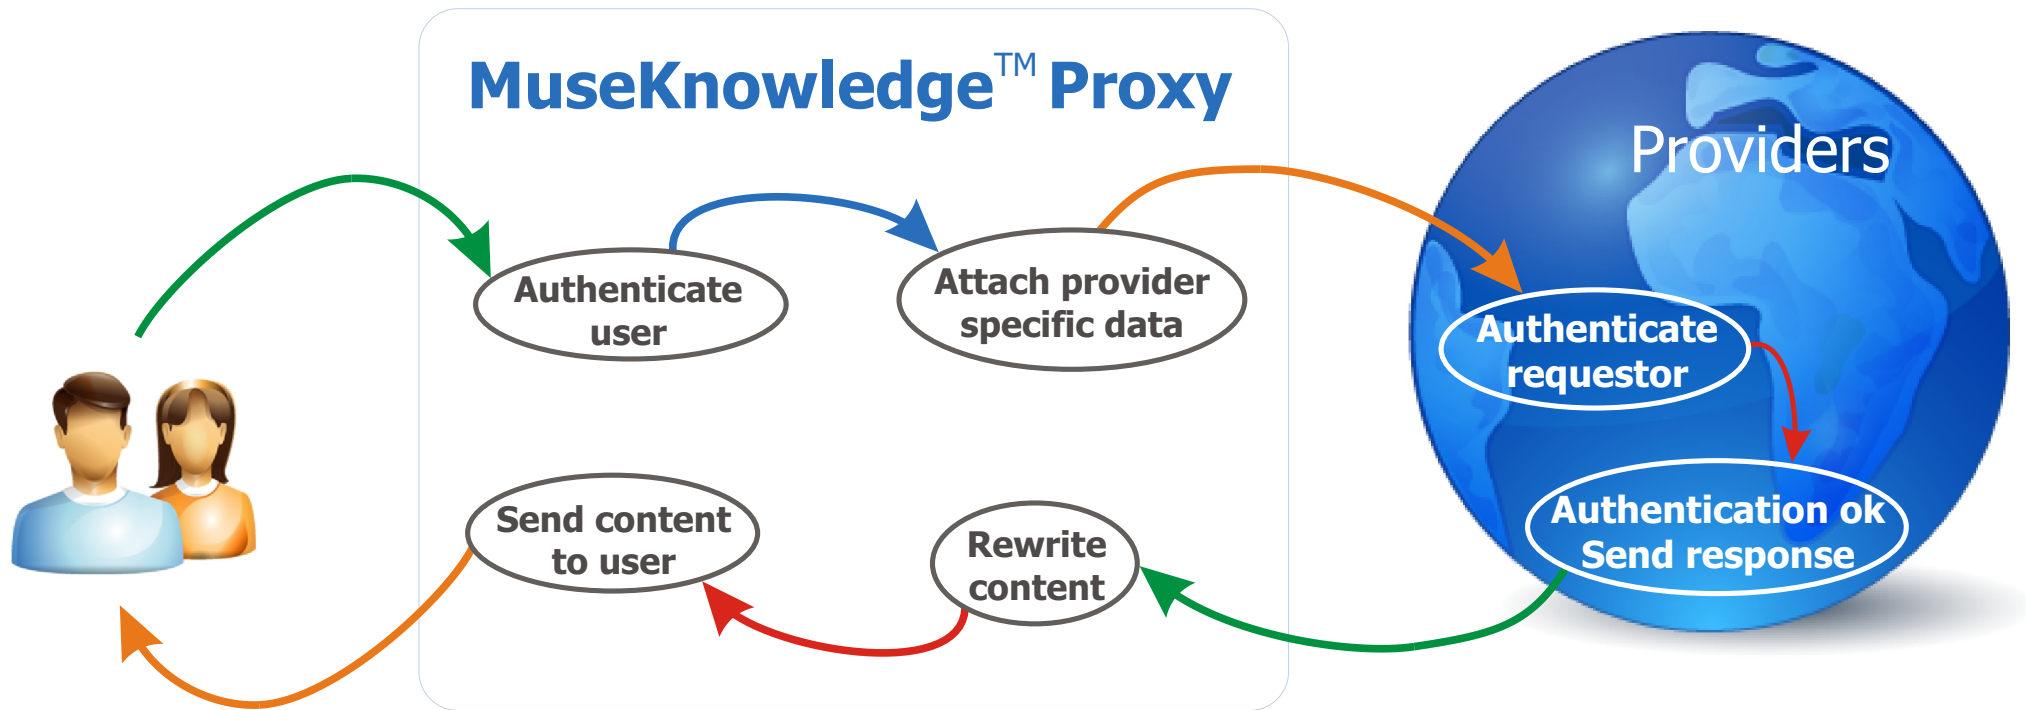 MuseKnowledge™ Proxy
Providers
Authenticate
user
Attach provider
specific data
Authenticate
requestor
Authentication ok
Send response
Rewrite
content
Send content
to user